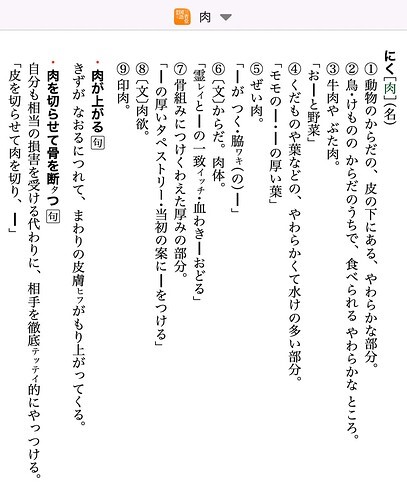 肉
にく［肉］（名）
①動物のからだの、皮の下にある、やわらかな部分。
②鳥・けものの からだのうちで、食べられる やわらかな ところ。
③牛肉や ぶた肉。
「おーと野菜」
④くだものや葉などの、やわらかくて水けの多い部分。
「モモのー・ーの厚い葉」
⑤ぜい肉。
「ーが つく・脇ワキ（の）ー」
⑥〔文〕からだ。肉体。
「霊レイとーの一致イッチ・血わきーおどる」
⑦骨組みにつけくわえた厚みの部分。
「ーの厚いタペストリー・当初の案にーをつける」
⑧〔文〕肉欲。
⑨印肉。
・肉が上がる 句
きずが なおるにつれて、まわりの皮膚ヒフがもり上がってくる。
・肉を切らせて骨を断タつ 句
自分も相当の損害を受ける代わりに、相手を徹底テッテイ的にやっつける。
「皮を切らせて肉を切り、ー」